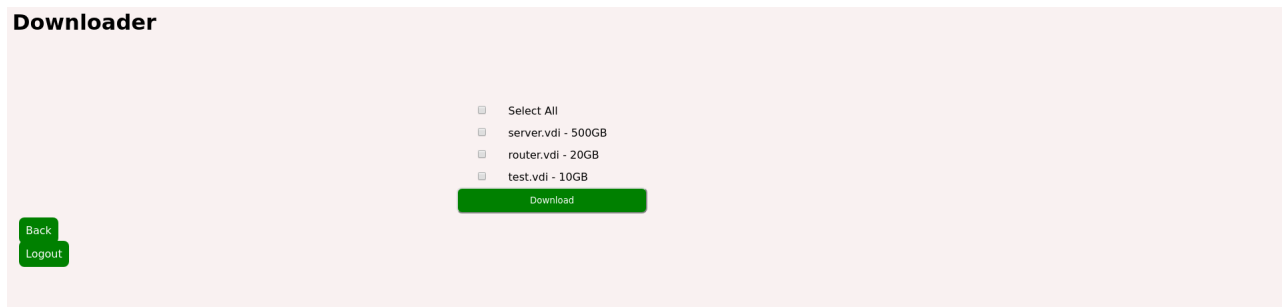 Downloader
Select All
server.vdi - 500GB
router.vdi - 20GB
test.vdi - 10GB
Download
Back
Logout